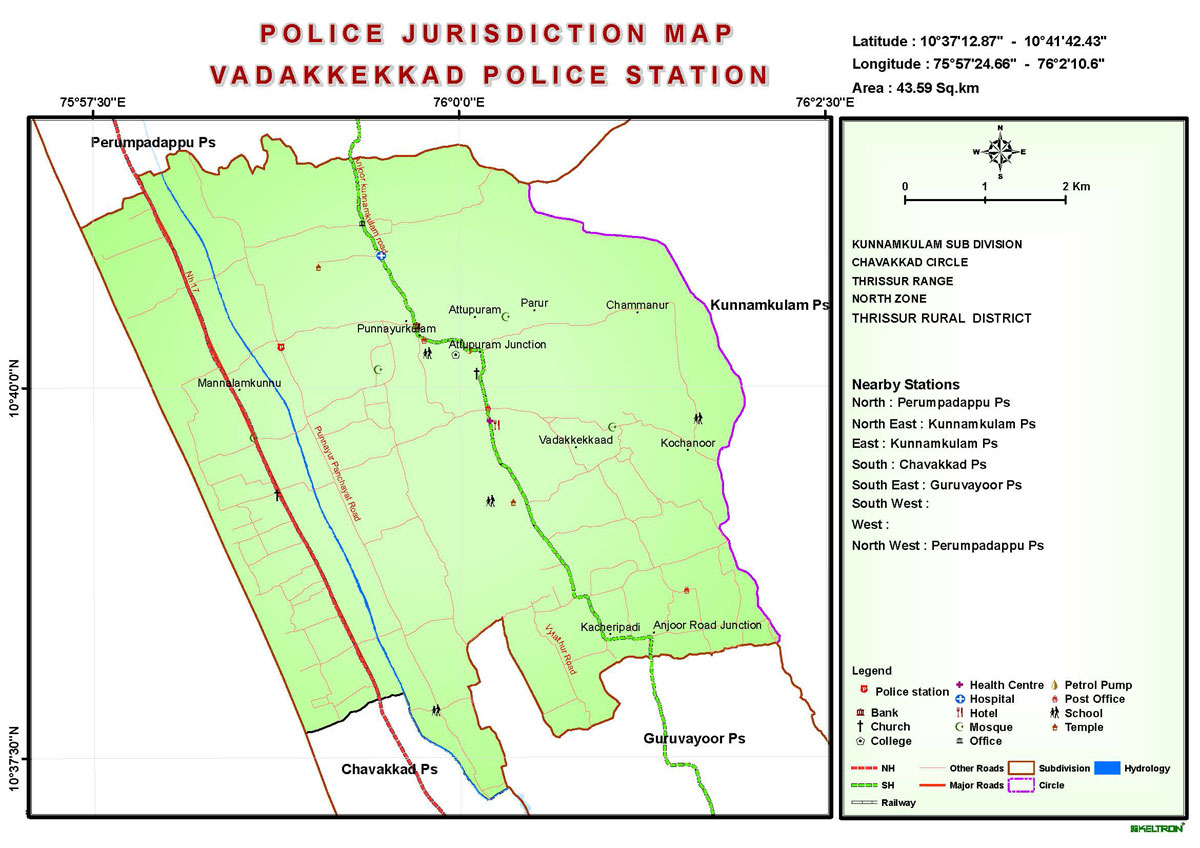 POLICE JURISDICTION MAP
VADAKKEKKAD POLICE STATION
Latitude : 10°37'12.87" - 10°41'42.43"
Longitude : 75°57'24.66" - 76°2'10.6"
Area : 43.59 Sq.km
75°57'30"E
76°0'0"E
76°2'30"E
10°40'0"N
10°37'30"N
Perumpadappu Ps
Anjoor kunnamkulam road
Nh17
Kunnamkulam Ps
Attupuram
Parur
Chammanur
Punnayurkulam
Attupuram Junction
Mannalamkunnu
Punnayur Panchayat Road
Vadakkekkaad
Kochanoor
Kacheripadi
Anjoor Road Junction
Vylathur Road
Guruvayoor Ps
Chavakkad Ps
N
W
E
S
0
1
2 Km
KUNNAMKULAM SUB DIVISION
CHAVAKKAD CIRCLE
THRISSUR RANGE
NORTH ZONE
THRISSUR RURAL DISTRICT
Nearby Stations
North : Perumpadappu Ps
North East : Kunnamkulam Ps
East : Kunnamkulam Ps
South : Chavakkad Ps
South East : Guruvayoor Ps
South West :
West :
North West : Perumpadappu Ps
Legend
Police station
Health Centre
Petrol Pump
Hospital
Post Office
Bank
Hotel
School
Church
Mosque
Temple
College
Office
NH
Other Roads
Subdivision
Hydrology
SH
Major Roads
Circle
Railway
KELTRON